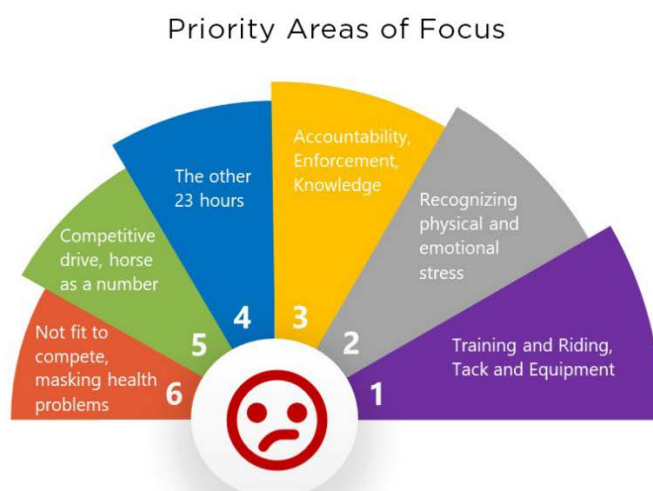 Priority Areas of Focus
Accountability,
Enforcement,
Knowledge
The other
23 hours
Recognizing
physical and
emotional
stress
Competitive
drive, horse
as a number
Not fit to
compete,
masking health
problems
Training and Riding,
Tack and Equipment
6
5
4
3
2
1